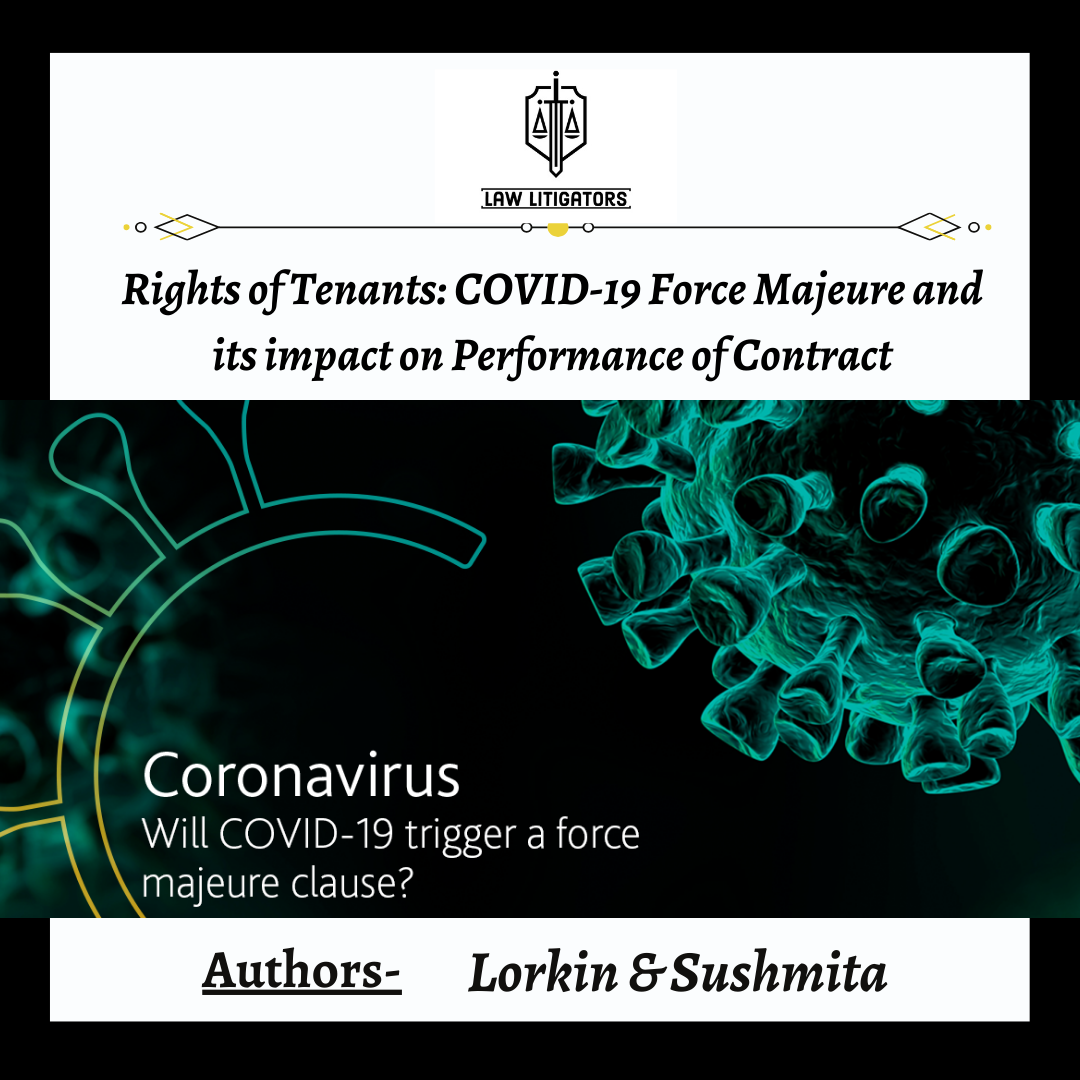 LAW LITIGATORS
Rights of Tenants: COVID-19 Force Majeure and
its impact on Performance of Contract
Coronavirus
Will COVID-19 trigger a force
majeure clause?
Authors- Lorkin & Sushmita